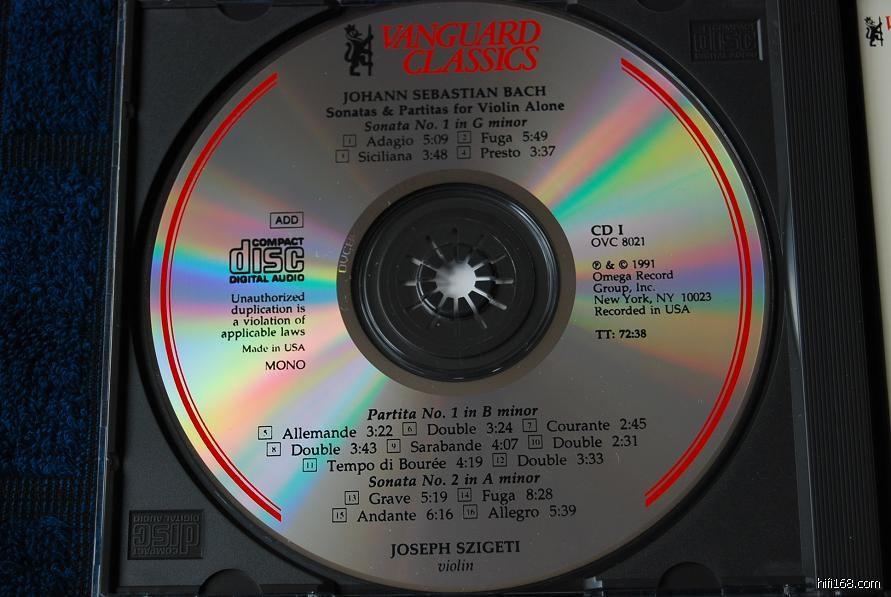 VANGUARD
CLASSICS
JOHANN SEBASTIAN BACH
Sonatas & Partitas for Violin Alone
Sonata No. 1 in G minor
1 Adagio 5:09 2 Fuga 5:49
3 Siciliana 3:48 4 Presto 3:37
ADD
COMPACT
disc
DIGITAL AUDIO
Unauthorized
duplication is
a violation of
applicable laws
Made in USA
MONO
CD I
OVC 8021
℗ & © 1991
Omega Record
Group, Inc.
New York, NY 10023
Recorded in USA
TT: 72:38
Partita No. 1 in B minor
5 Allemande 3:22 6 Double 3:24 7 Courante 2:45
8 Double 3:43 9 Sarabande 4:07 10 Double 2:31
11 Tempo di Bourée 4:19 12 Double 3:33
Sonata No. 2 in A minor
13 Grave 5:19 14 Fuga 8:28
15 Andante 6:16 16 Allegro 5:39
JOSEPH SZIGETI
violin
COMPACT
disc
DIGITAL AUDIO
hifi168.com